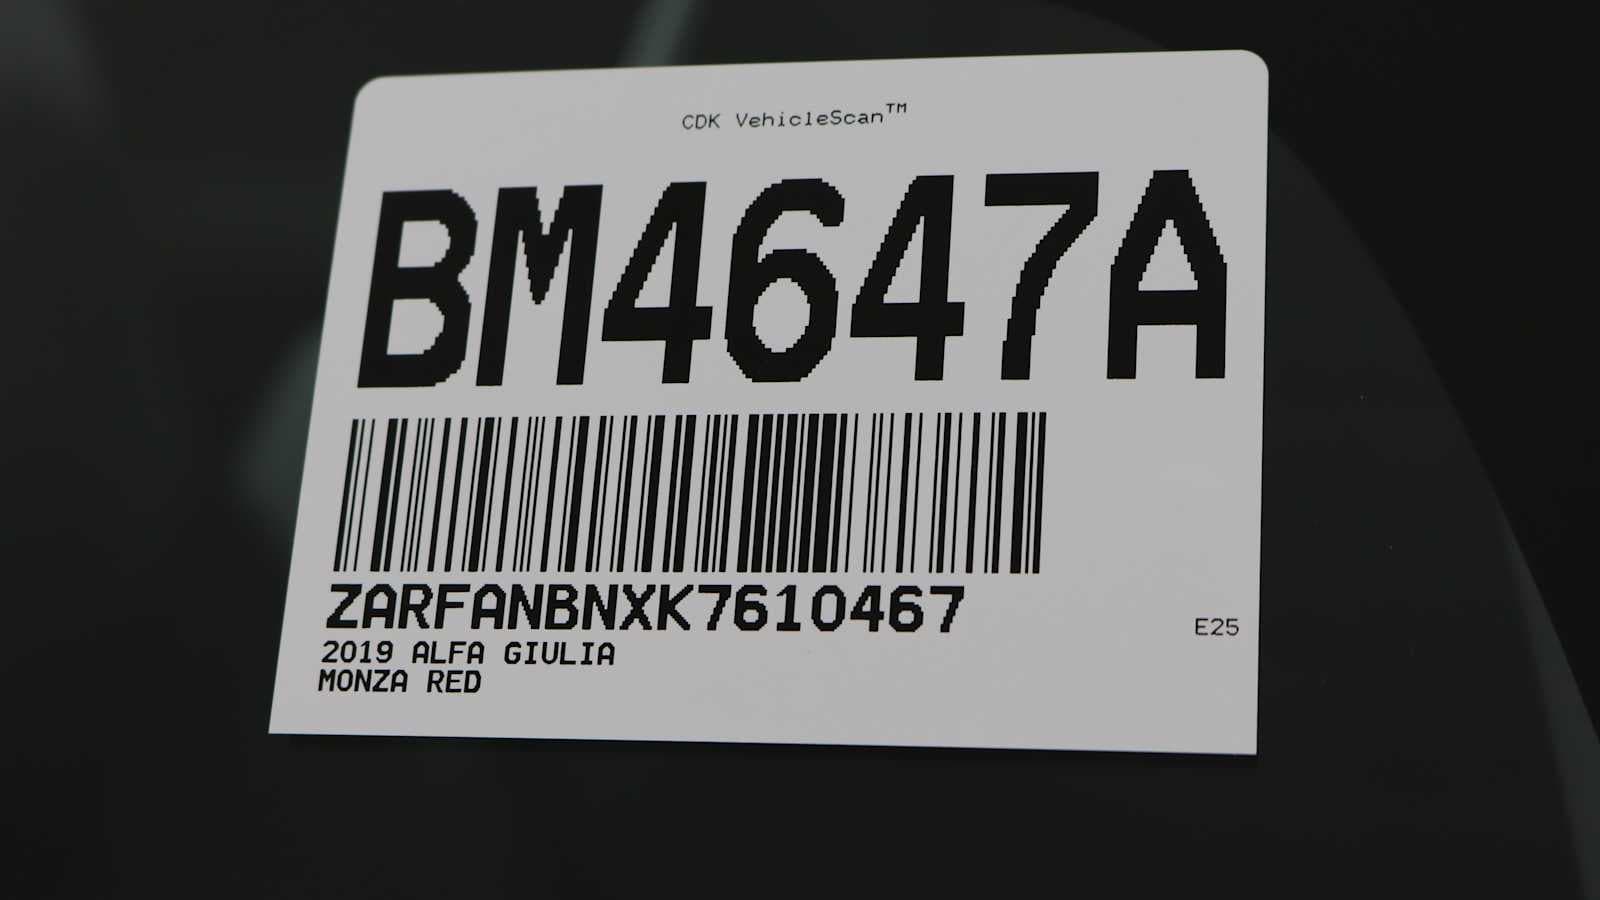 CDK VehicleScan™
BM4647A
ZARFANBNXK7610467
2019 ALFA GIULIA
MONZA RED
E25